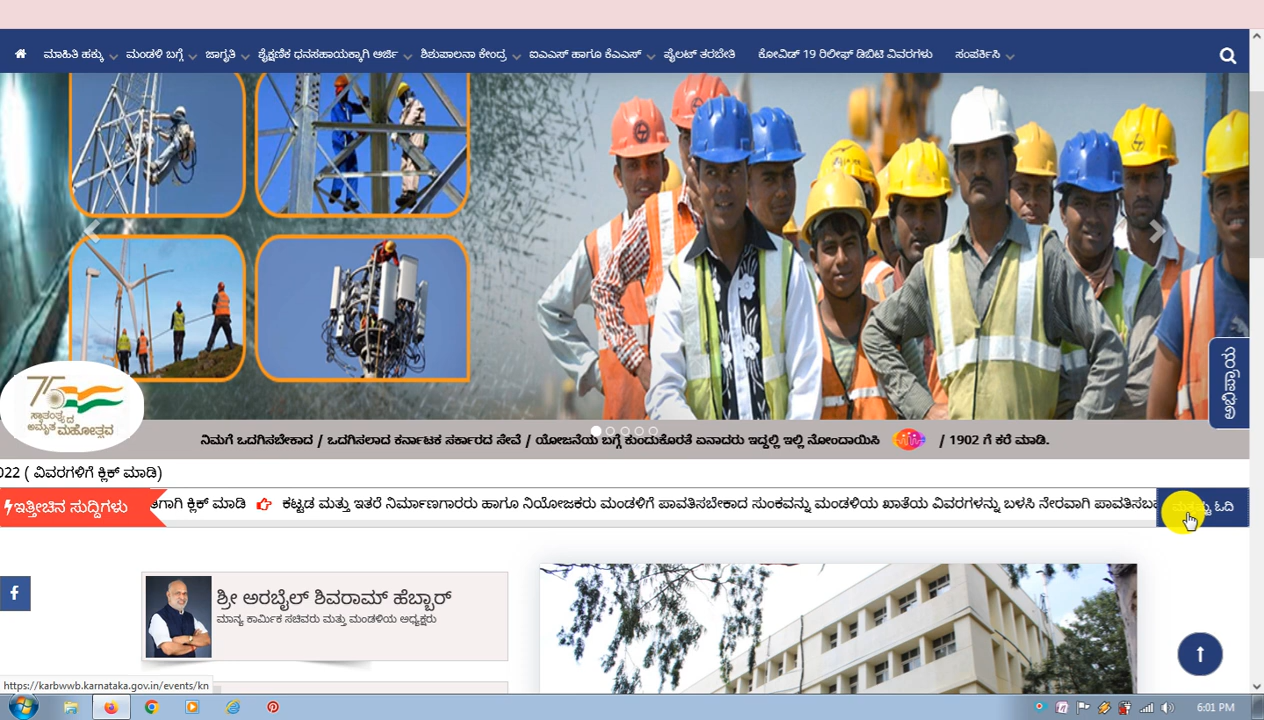 ಮಾಹಿತಿ ಹಕ್ಕು ಮಂಡಳಿ ಬಗ್ಗೆ ಜಾಗೃತಿ ಶೈಕ್ಷಣಿಕ ಧನಸಹಾಯಕ್ಕಾಗಿ ಅರ್ಜಿ ಶಿಶುಪಾಲನಾ ಕೇಂದ್ರ ಐಎಎಸ್ ಹಾಗೂ ಕೆಎಎಸ್ ಪೈಲಟ್ ತರಬೇತಿ ಕೋವಿಡ್ 19 ರಿಲೀಫ್ ಡಿಬಿಟಿ ವಿವರಗಳು ಸಂಪರ್ಕಿಸಿ
ಅಭಿಪ್ರಾಯ
75
ಸ್ವಾತಂತ್ರ್ಯದ
ಅಮೃತ ಮಹೋತ್ಸವ
ನಿಮಗೆ ಒದಗಿಸಬೇಕಾದ / ಒದಗಿಸಲಾದ ಕರ್ನಾಟಕ ಸರ್ಕಾರದ ಸೇವೆ / ಯೋಜನೆಯ ಬಗ್ಗೆ ಕುಂದುಕೊರತೆ ಏನಾದರು ಇದ್ದಲ್ಲಿ ಇಲ್ಲಿ ನೋಂದಾಯಿಸಿ / 1902 ಗೆ ಕರೆ ಮಾಡಿ.
022 ( ವಿವರಗಳಿಗೆ ಕ್ಲಿಕ್ ಮಾಡಿ)
ಇತ್ತೀಚಿನ ಸುದ್ದಿಗಳು ಕ್ಲಿಕ್ ಮಾಡಿ ಕಟ್ಟಡ ಮತ್ತು ಇತರೆ ನಿರ್ಮಾಣಗಾರರು ಹಾಗೂ ನಿಯೋಜಕರು ಮಂಡಳಿಗೆ ಪಾವತಿಸಬೇಕಾದ ಸುಂಕವನ್ನು ಮಂಡಳಿಯ ಖಾತೆಯ ವಿವರಗಳನ್ನು ಬಳಸಿ ನೇರವಾಗಿ ಓದಿ
ಶ್ರೀ ಅರಬೈಲ್ ಶಿವರಾಮ್ ಹೆಬ್ಬಾರ್
ಮಾನ್ಯ ಕಾರ್ಮಿಕ ಸಚಿವರು ಮತ್ತು ಮಂಡಳಿಯ ಅಧ್ಯಕ್ಷರು
https://karbwwb.karnataka.gov.in/events/kn
6:01 PM